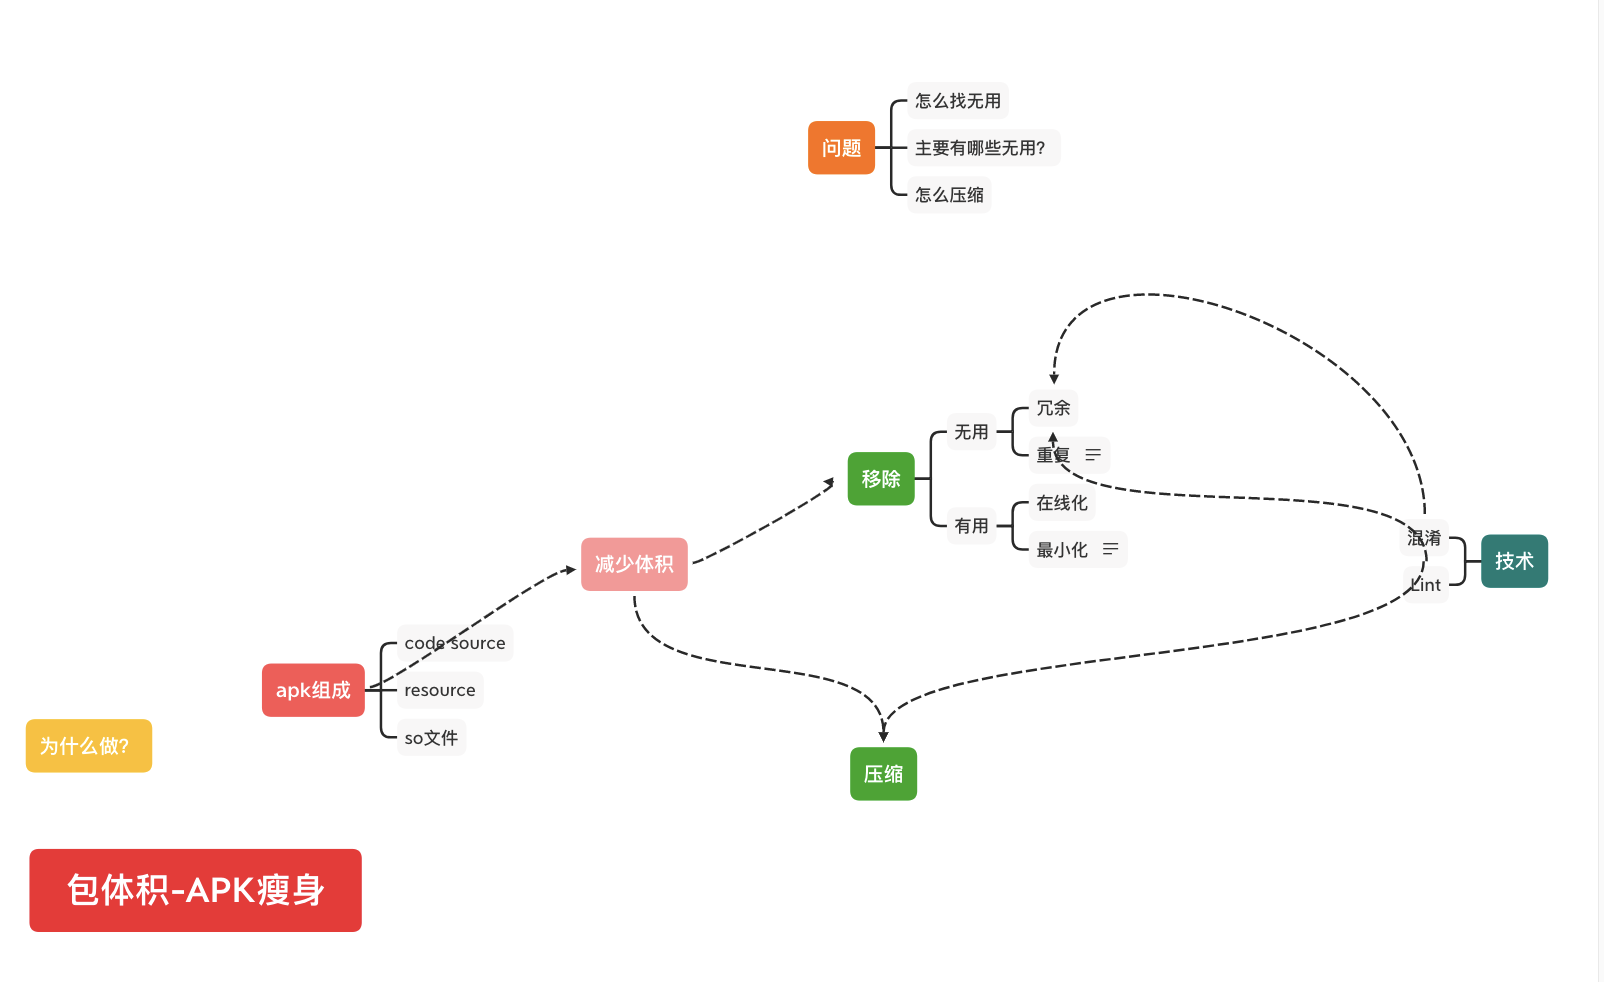 问题
怎么找无用
主要有哪些无用？
怎么压缩
移除
无用
冗余
重复
有用
在线化
最小化
技术
混淆
Lint
减少体积
apk组成
code source
resource
so文件
为什么做？
压缩
包体积-APK瘦身